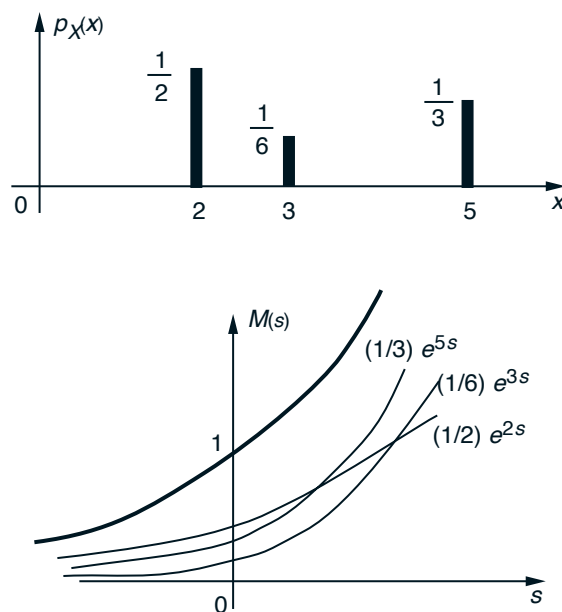 p_X(x)
1/2
1/6
1/3
0
2
3
5
x
M(s)
(1/3) e^{5s}
(1/6) e^{3s}
(1/2) e^{2s}
1
0
s